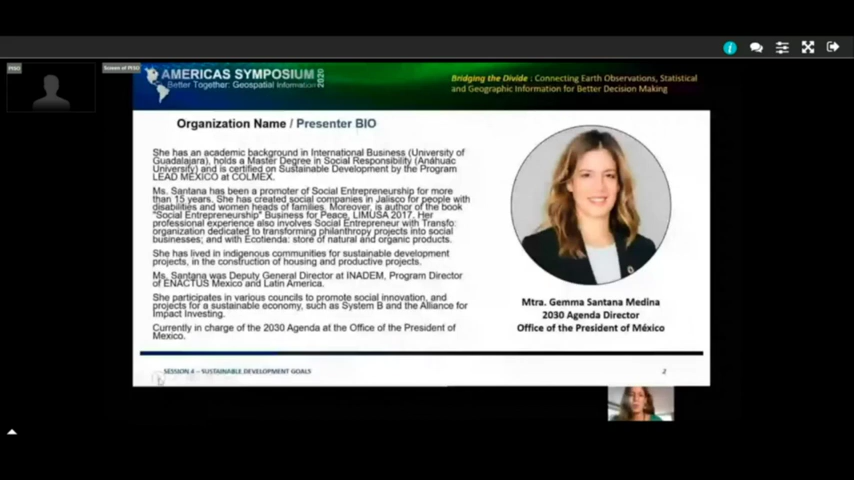 PISO
Screen of PISO
AMERICAS SYMPOSIUM 2020
Better Together: Geospatial Information
Bridging the Divide : Connecting Earth Observations, Statistical
and Geographic Information for Better Decision Making
Organization Name / Presenter BIO
She has an academic background in International Business (University of
Guadalajara), holds a Master Degree in Social Responsibility (Anáhuac
University) and is certified on Sustainable Development by the Program
LEAD MEXICO at COLMEX.
Ms. Santana has been a promoter of Social Entrepreneurship for more
than 15 years. She has created social companies in Jalisco for people with
disabilities and women heads of families. Moreover, is author of the book
"Social Entrepreneurship" Business for Peace, LIMUSA 2017. Her
professional experience also involves Social Entrepreneur with Transfo:
organization dedicated to transforming philanthropy projects into social
businesses; and with Ecotienda: store of natural and organic products.
She has lived in indigenous communities for sustainable development
projects, in the construction of housing and productive projects.
Ms. Santana was Deputy General Director at INADEM, Program Director
of ENACTUS Mexico and Latin America.
She participates in various councils to promote social innovation, and
projects for a sustainable economy, such as System B and the Alliance for
Impact Investing.
Currently in charge of the 2030 Agenda at the Office of the President of
Mexico.
Mtra. Gemma Santana Medina
2030 Agenda Director
Office of the President of México
SESSION 4 – SUSTAINABLE DEVELOPMENT GOALS
2